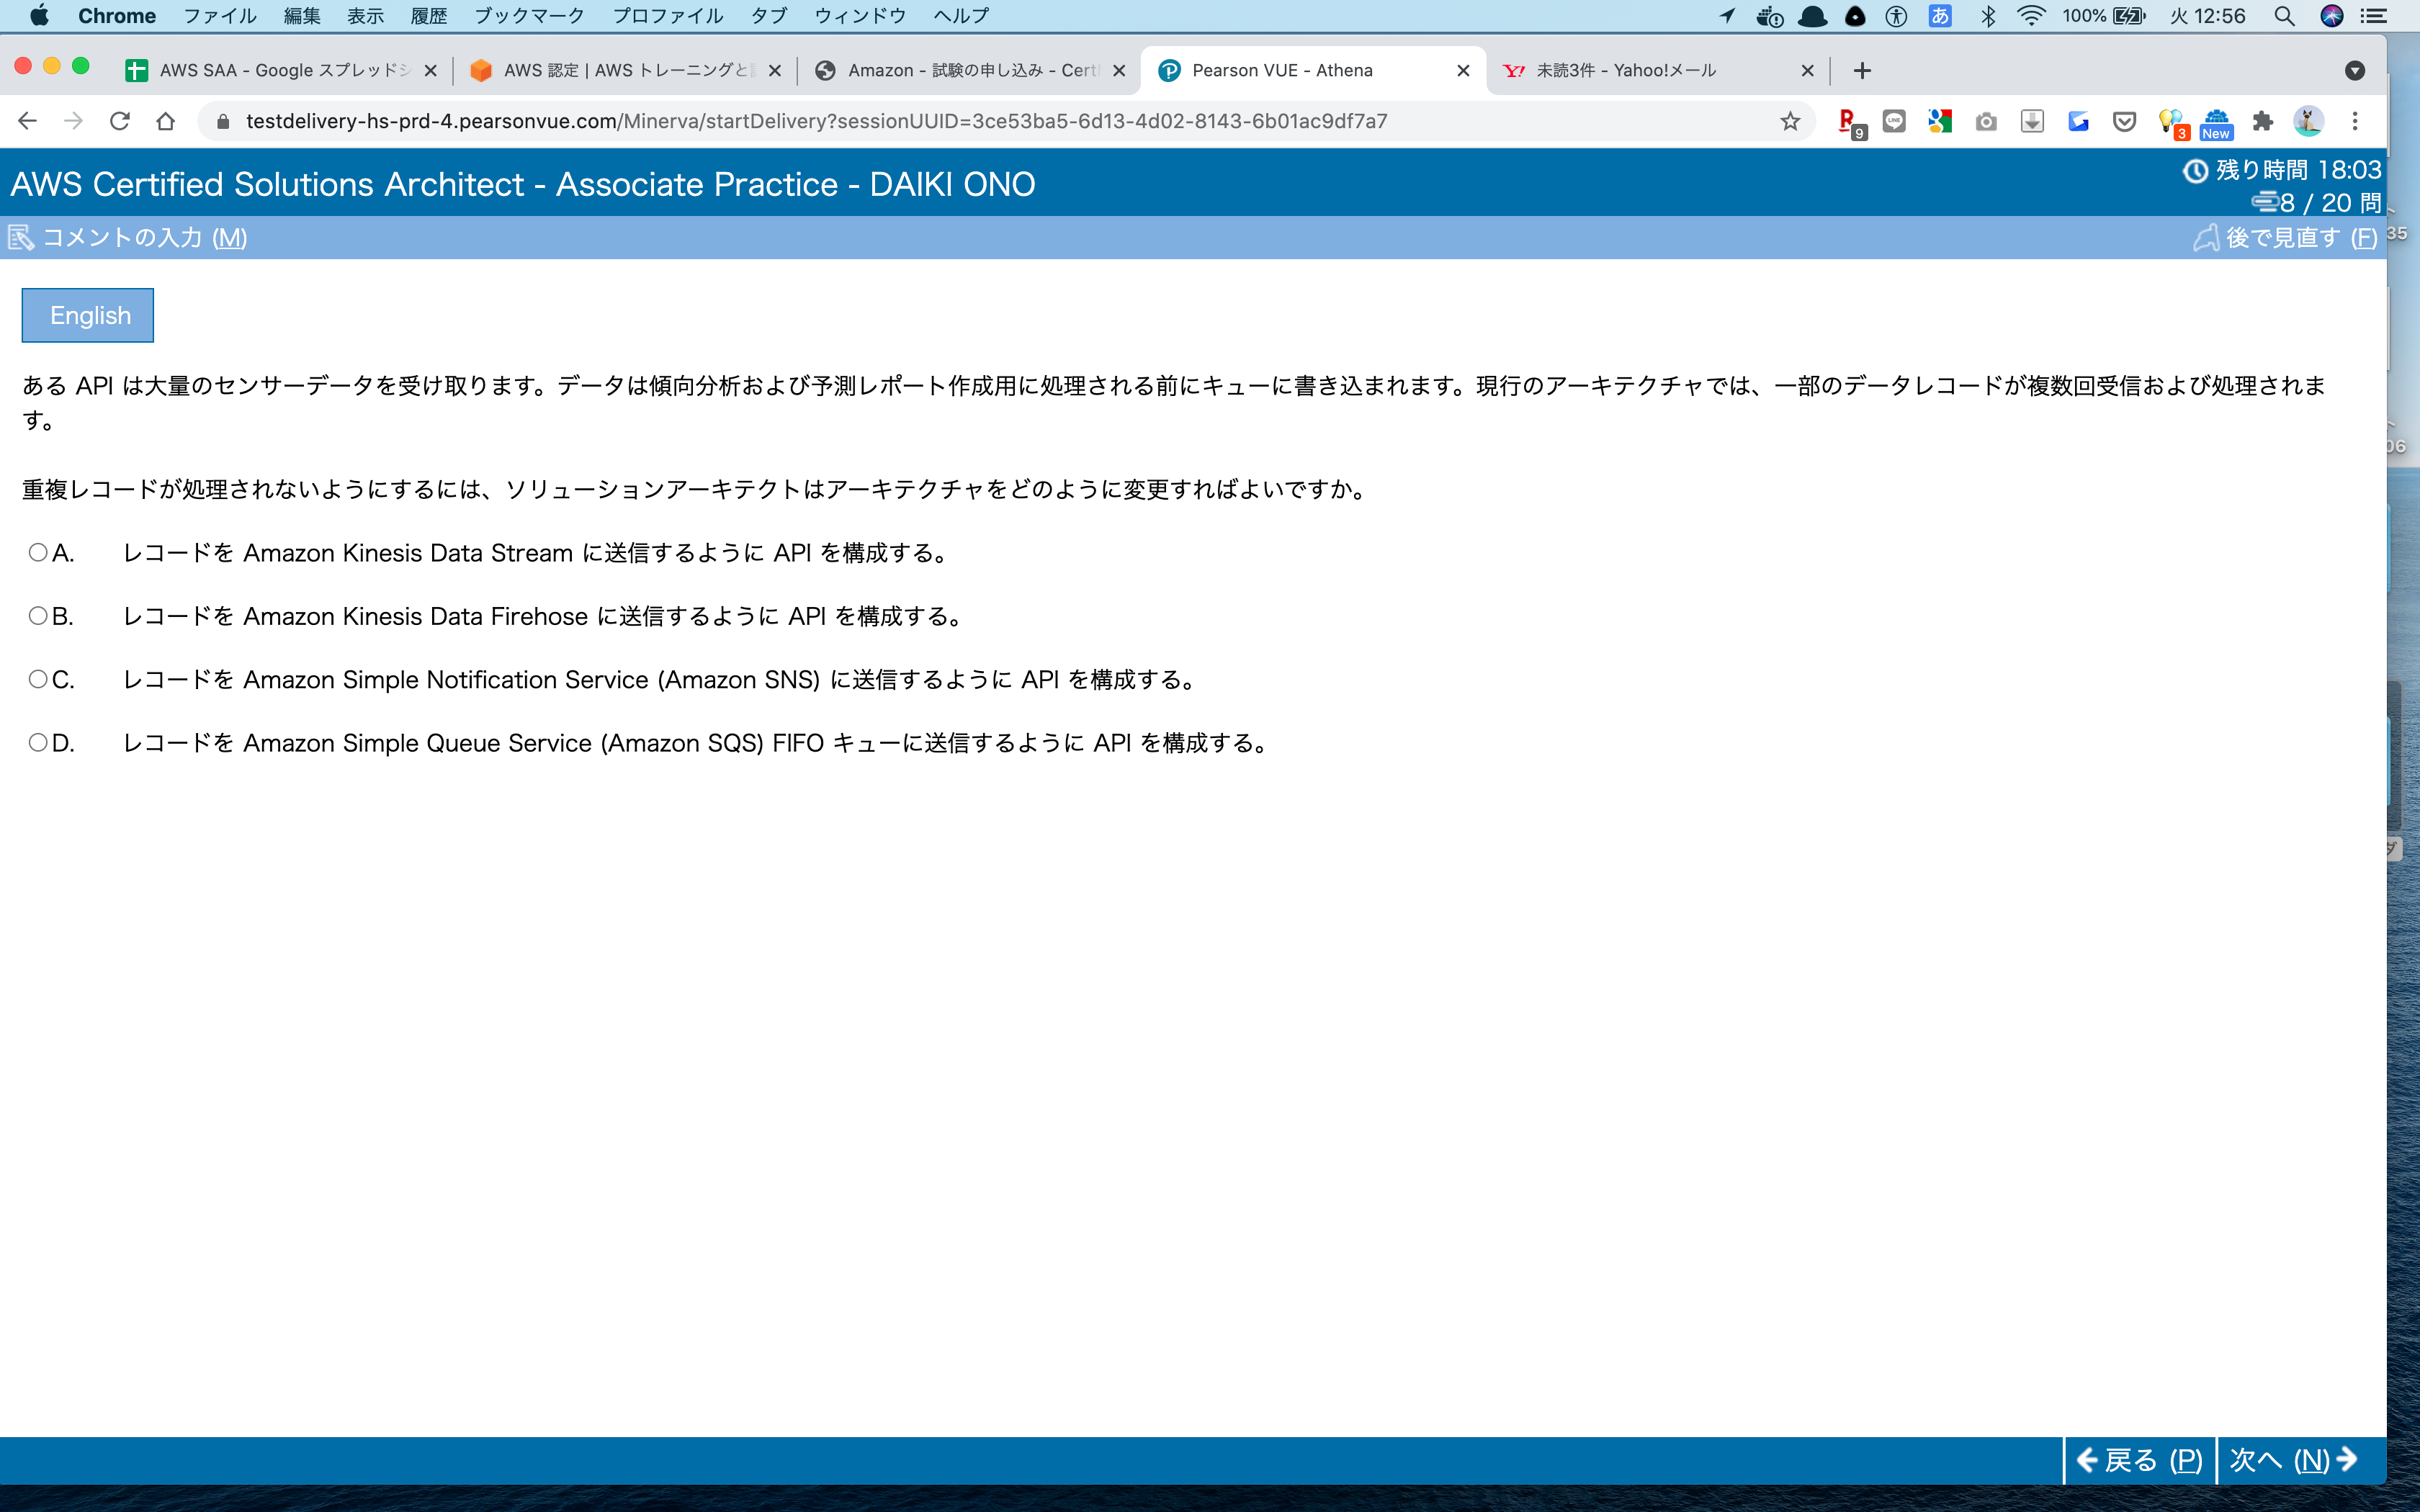 Chrome ファイル 編集 表示 履歴 ブックマーク プロファイル タブ ウィンドウ ヘルプ あ 100% 火 12:56
AWS SAA - Google スプレッドシ AWS 認定 | AWS トレーニングと Amazon - 試験の申し込み - Cert Pearson VUE - Athena Y! 未読3件 - Yahoo!メール
testdelivery-hs-prd-4.pearsonvue.com/Minerva/startDelivery?sessionUUID=3ce53ba5-6d13-4d02-8143-6b01ac9df7a7 R 9 LINE 3 New
AWS Certified Solutions Architect - Associate Practice - DAIKI ONO
残り時間 18:03
8 / 20 問
コメントの入力 (M) 後で見直す (F) 35
English
ある API は大量のセンサーデータを受け取ります。データは傾向分析および予測レポート作成用に処理される前にキューに書き込まれます。現行のアーキテクチャでは、一部のデータレコードが複数回受信および処理されま
す。
06
重複レコードが処理されないようにするには、ソリューションアーキテクトはアーキテクチャをどのように変更すればよいですか。
A. レコードを Amazon Kinesis Data Stream に送信するように API を構成する。
B. レコードを Amazon Kinesis Data Firehose に送信するように API を構成する。
C. レコードを Amazon Simple Notification Service (Amazon SNS) に送信するように API を構成する。
D. レコードを Amazon Simple Queue Service (Amazon SQS) FIFO キューに送信するように API を構成する。
ダ
戻る (P) 次へ (N)